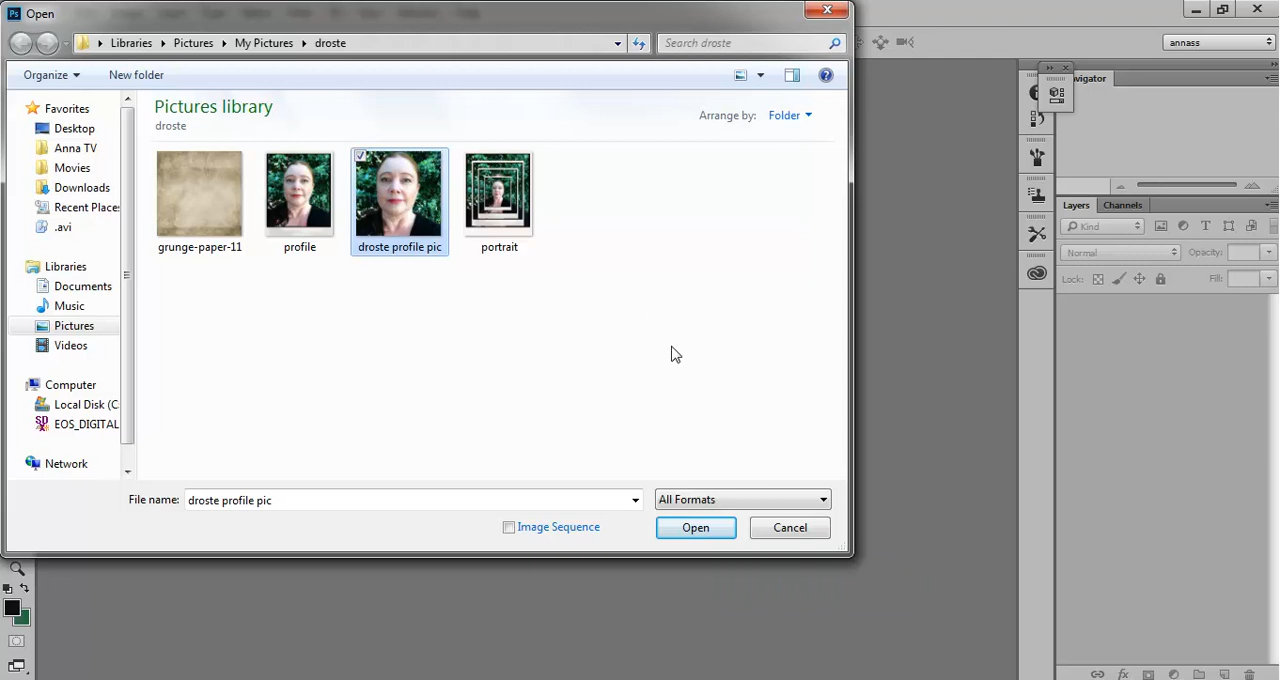 Ps Open
Libraries Pictures My Pictures droste
Search droste
annass
Organize New folder
avigator
Favorites
Desktop
Anna TV
Movies
Downloads
Recent Places
.avi
Libraries
Documents
Music
Pictures
Videos
Computer
Local Disk (C
EOS_DIGITAL
Network
Pictures library
droste
Arrange by: Folder
grunge-paper-11
profile
droste profile pic
portrait
File name: droste profile pic
All Formats
Image Sequence
Open Cancel
Layers Channels
Kind
Normal Opacity:
Lock: Fill:
fx